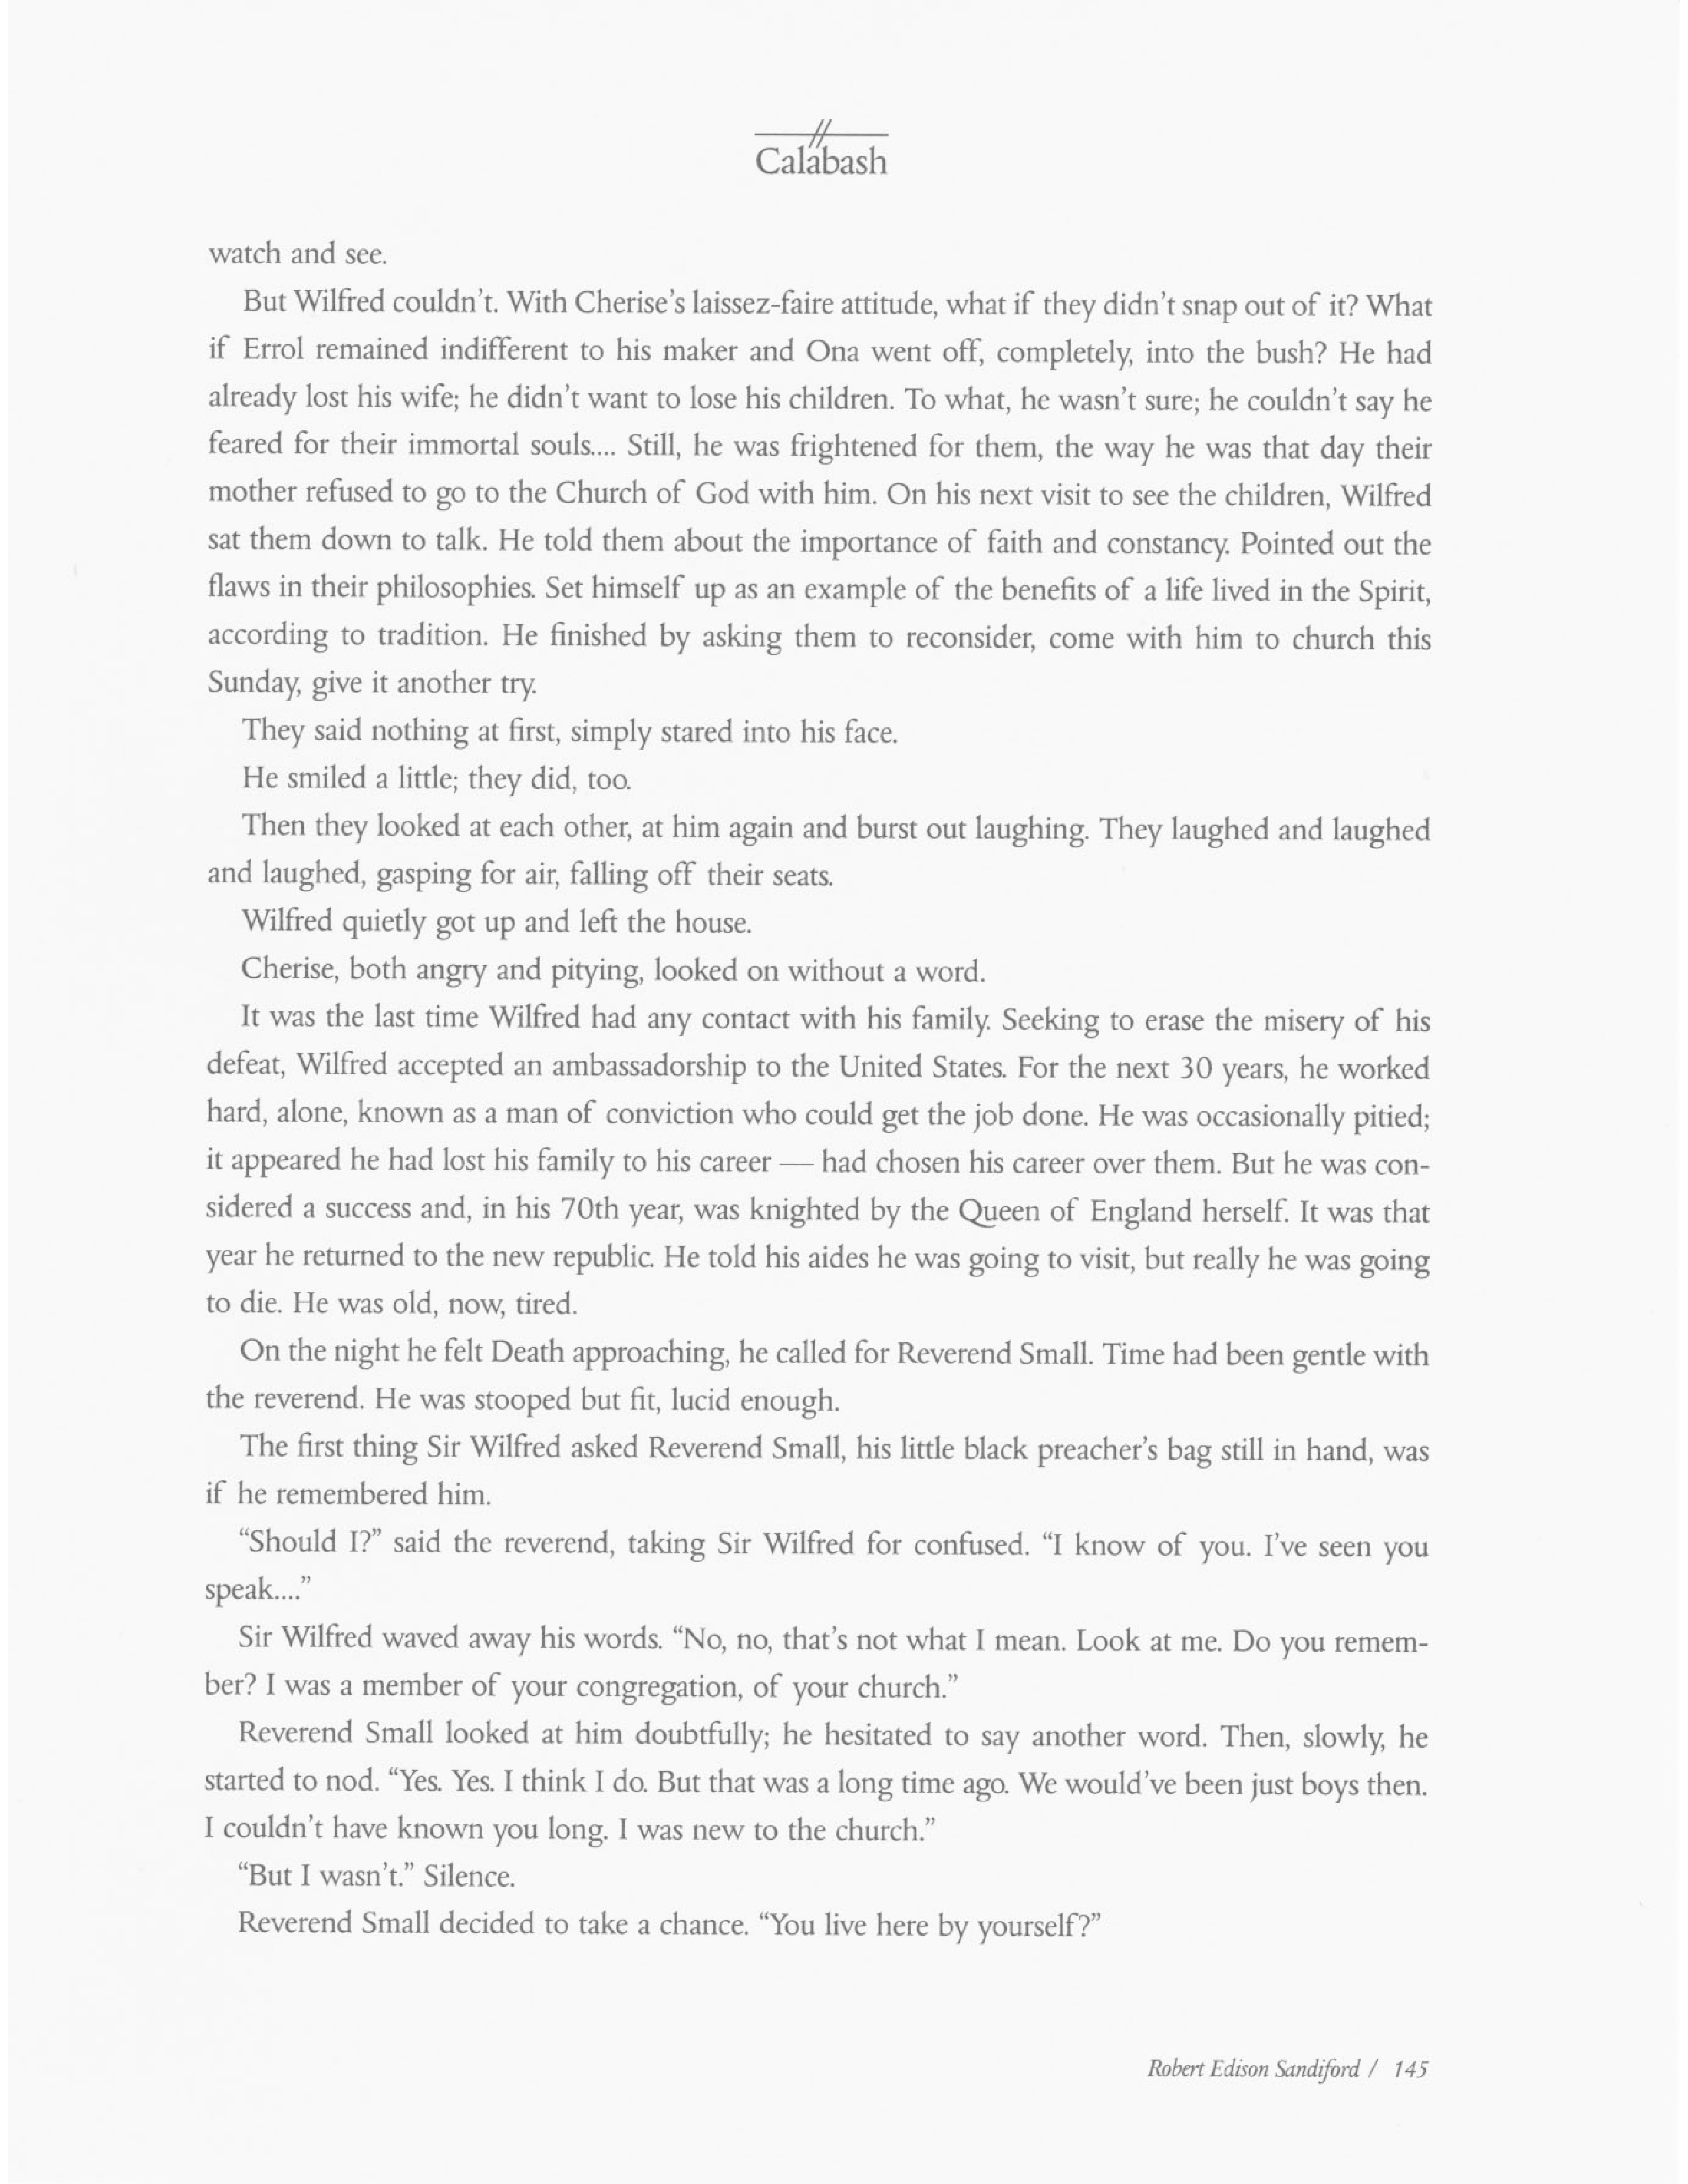 Calabash
watch and see.
But Wilfred couldn't. With Cherise's laissez-faire attitude, what if they didn't snap out of it? What
if Errol remained indifferent to his maker and Ona went off, completely, into the bush? He had
already lost his wife; he didn't want to lose his children. To what, he wasn't sure; he couldn't say he
feared for their immortal souls.... Still, he was frightened for them, the way he was that day their
mother refused to go to the Church of God with him. On his next visit to see the children, Wilfred
sat them down to talk. He told them about the importance of faith and constancy. Pointed out the
flaws in their philosophies. Set himself up as an example of the benefits of a life lived in the Spirit,
according to tradition. He finished by asking them to reconsider, come with him to church this
Sunday, give it another try.
They said nothing at first, simply stared into his face.
He smiled a little; they did, too.
Then they looked at each other, at him again and burst out laughing. They laughed and laughed
and laughed, gasping for air, falling off their seats.
Wilfred quietly got up and left the house.
Cherise, both angry and pitying, looked on without a word.
It was the last time Wilfred had any contact with his family. Seeking to erase the misery of his
defeat, Wilfred accepted an ambassadorship to the United States. For the next 30 years, he worked
hard, alone, known as a man of conviction who could get the job done. He was occasionally pitied;
it appeared he had lost his family to his career — had chosen his career over them. But he was con-
sidered a success and, in his 70th year, was knighted by the Queen of England herself. It was that
year he returned to the new republic. He told his aides he was going to visit, but really he was going
to die. He was old, now, tired.
On the night he felt Death approaching, he called for Reverend Small. Time had been gentle with
the reverend. He was stooped but fit, lucid enough.
The first thing Sir Wilfred asked Reverend Small, his little black preacher's bag still in hand, was
if he remembered him.
“Should I?” said the reverend, taking Sir Wilfred for confused. “I know of you. I've seen you
speak....”
Sir Wilfred waved away his words. “No, no, that's not what I mean. Look at me. Do you remem-
ber? I was a member of your congregation, of your church.”
Reverend Small looked at him doubtfully; he hesitated to say another word. Then, slowly, he
started to nod. “Yes. Yes. I think I do. But that was a long time ago. We would've been just boys then.
I couldn't have known you long. I was new to the church.”
“But I wasn't.” Silence.
Reverend Small decided to take a chance. “You live here by yourself?”
Robert Edison Sandiford / 145